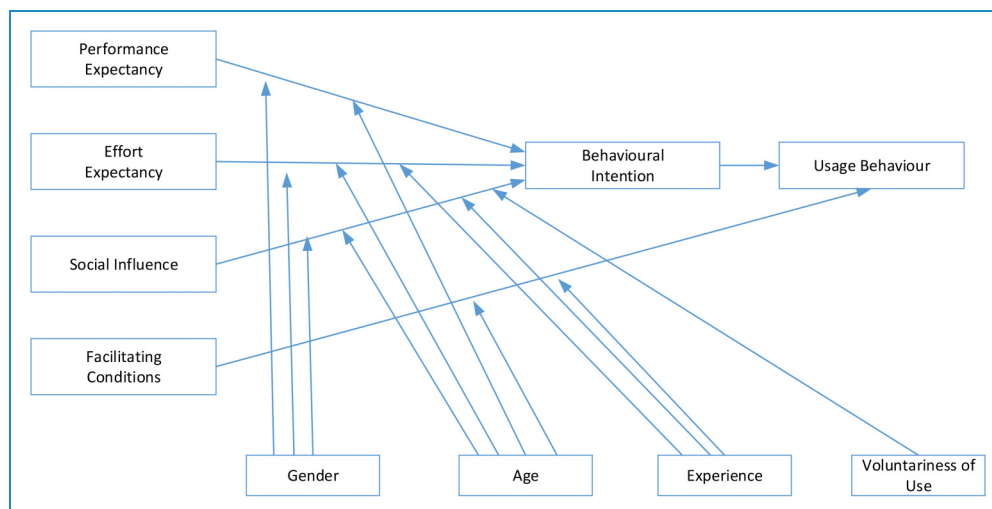 Performance
Expectancy
Effort
Expectancy
Behavioural
Intention
Usage Behaviour
Social Influence
Facilitating
Conditions
Gender
Age
Experience
Voluntariness of
Use